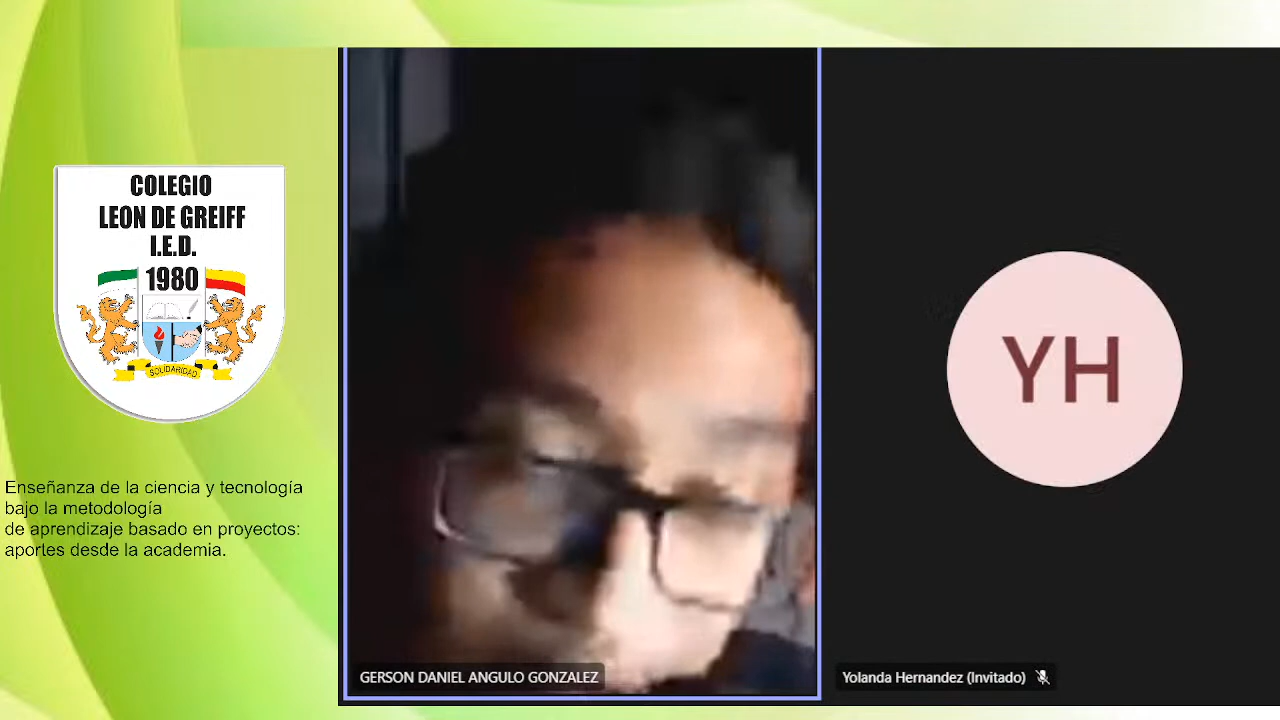 COLEGIO
LEON DE GREIFF
I.E.D.
1980
SOLIDARIDAD
Enseñanza de la ciencia y tecnología
bajo la metodología
de aprendizaje basado en proyectos:
aportes desde la academia.
GERSON DANIEL ANGULO GONZALEZ
YH
Yolanda Hernandez (Invitado)